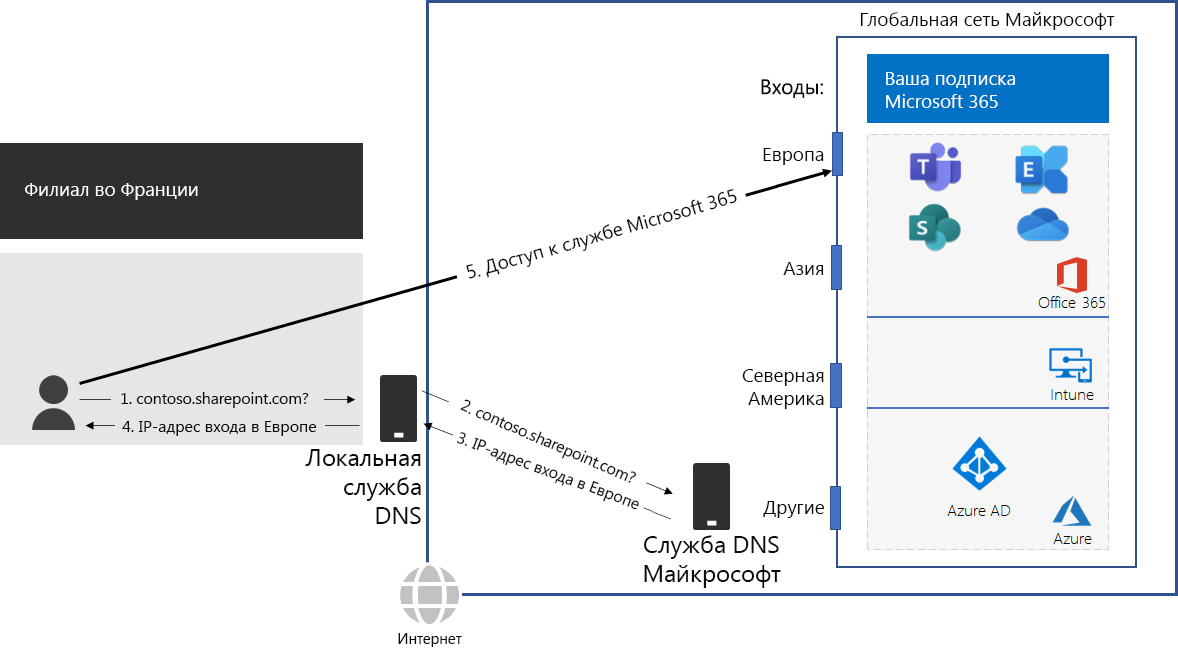 Глобальная сеть Майкрософт
Входы:
Ваша подписка
Microsoft 365
Филиал во Франции
Европа
T
E
S
5. Доступ к службе Microsoft 365
Азия
Office 365
Северная
Америка
Intune
1. contoso.sharepoint.com?
4. IP-адрес входа в Европе
2. contoso.sharepoint.com?
3. IP-адрес входа в Европе
Локальная
служба
DNS
Другие
Azure AD
Azure
Служба DNS
Майкрософт
Интернет